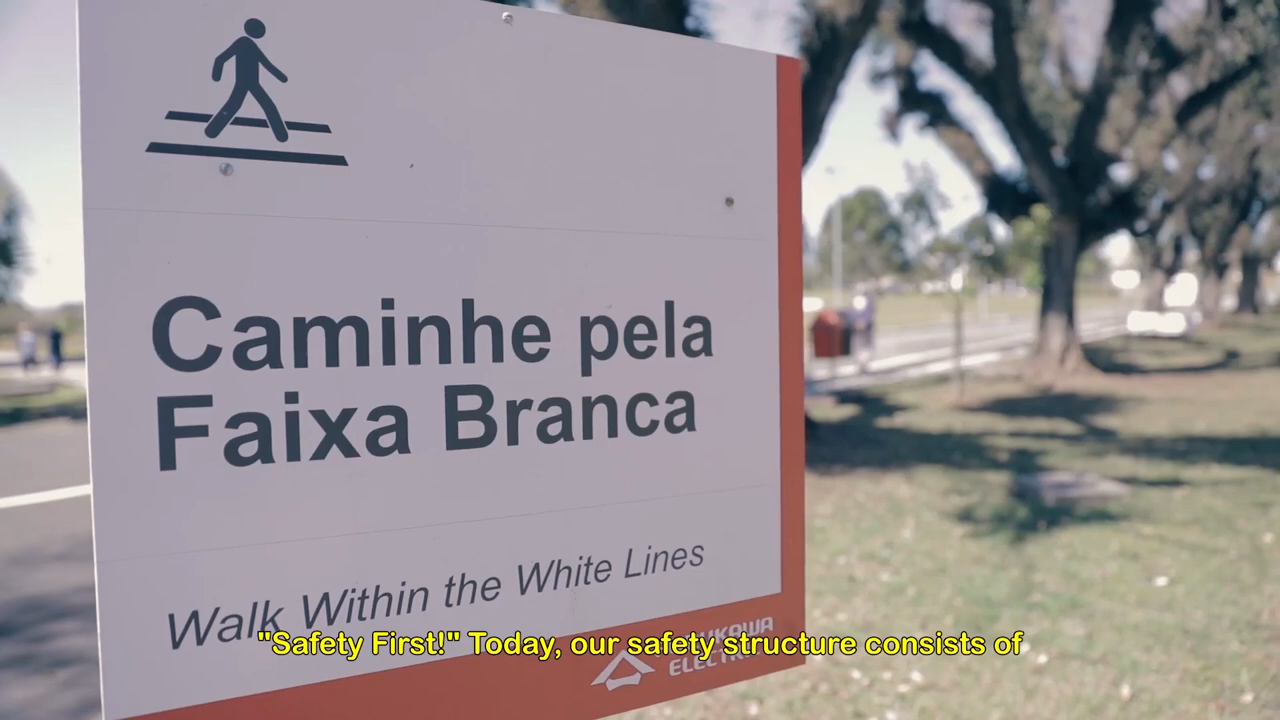 Caminhe pela
Faixa Branca
Walk Within the White Lines
"Safety First!" Today, our safety structure consists of